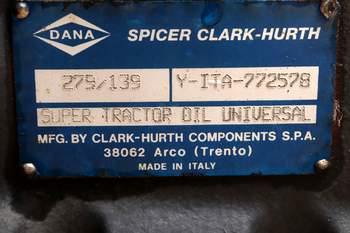 DANA SPICER CLARK-HURTH
279/139 Y-ITA-772578
SUPER TRACTOR OIL UNIVERSAL
MFG. BY CLARK-HURTH COMPONENTS S.P.A.
38062 Arco (Trento)
MADE IN ITALY